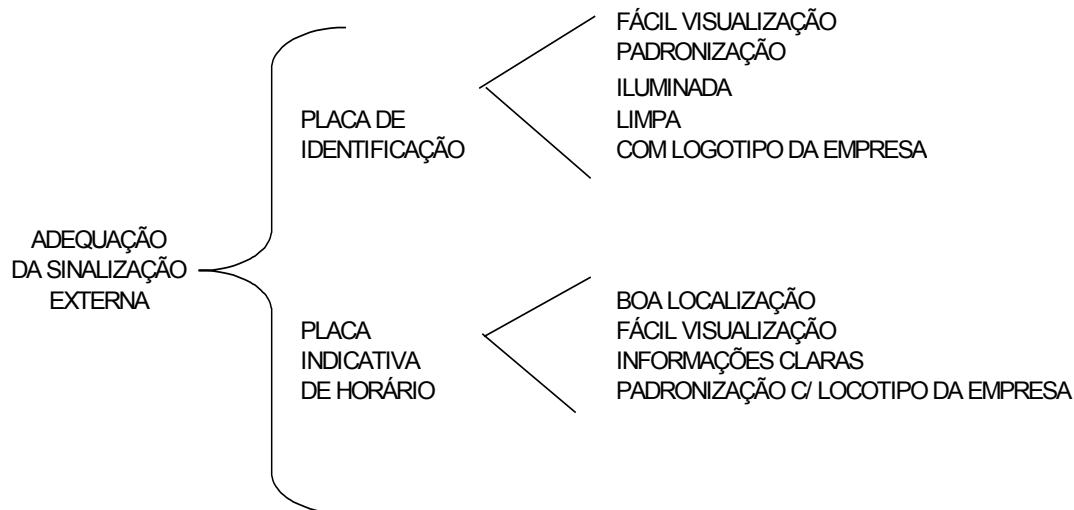 ADEQUAÇÃO
DA SINALIZAÇÃO
EXTERNA
PLACA DE
IDENTIFICAÇÃO
FÁCIL VISUALIZAÇÃO
PADRONIZAÇÃO
ILUMINADA
LIMPA
COM LOGOTIPO DA EMPRESA
PLACA
INDICATIVA
DE HORÁRIO
BOA LOCALIZAÇÃO
FÁCIL VISUALIZAÇÃO
INFORMAÇÕES CLARAS
PADRONIZAÇÃO C/ LOCOTIPO DA EMPRESA